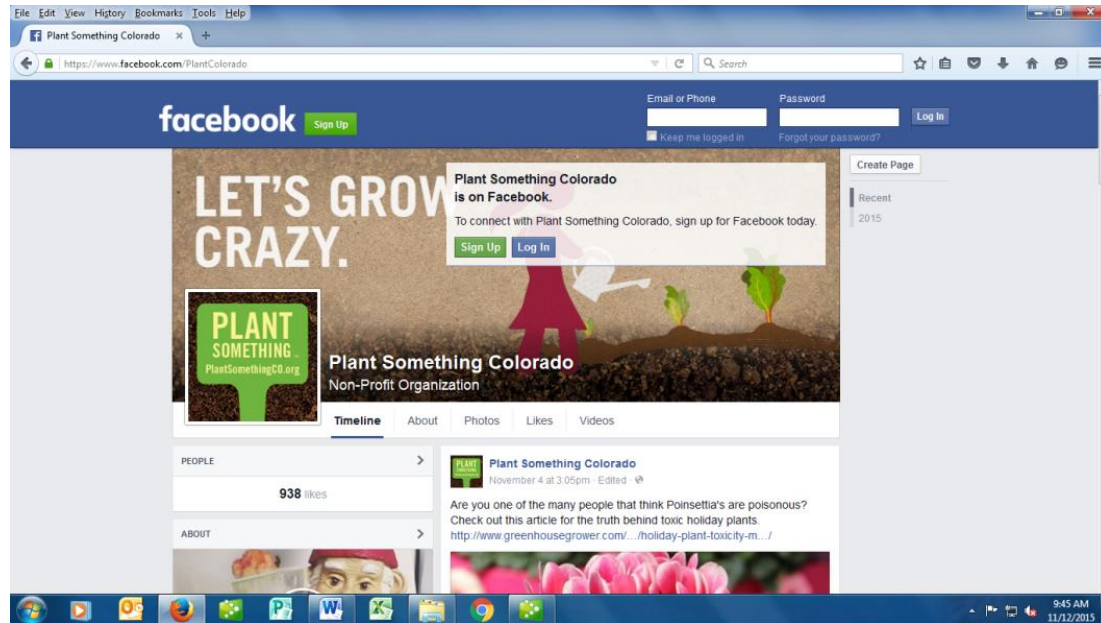 File Edit View History Bookmarks Tools Help
Plant Something Colorado × +
https://www.facebook.com/PlantColorado
Search
facebook
Sign Up
Email or Phone
Password
Log In
Keep me logged in
Forgot your password?
LET'S GROW
CRAZY.
Plant Something Colorado
is on Facebook.
To connect with Plant Something Colorado, sign up for Facebook today.
Sign Up Log In
Create Page
Recent
2015
PLANT
SOMETHING
PlantSomethingCO.org
Plant Something Colorado
Non-Profit Organization
Timeline About Photos Likes Videos
PEOPLE
938 likes
ABOUT
PLANT
Plant Something Colorado
November 4 at 3:05pm · Edited ·
Are you one of the many people that think Poinsettia's are poisonous?
Check out this article for the truth behind toxic holiday plants.
http://www.greenhousegrower.com/.../holiday-plant-toxicity-m.../
9:45 AM
11/12/2015